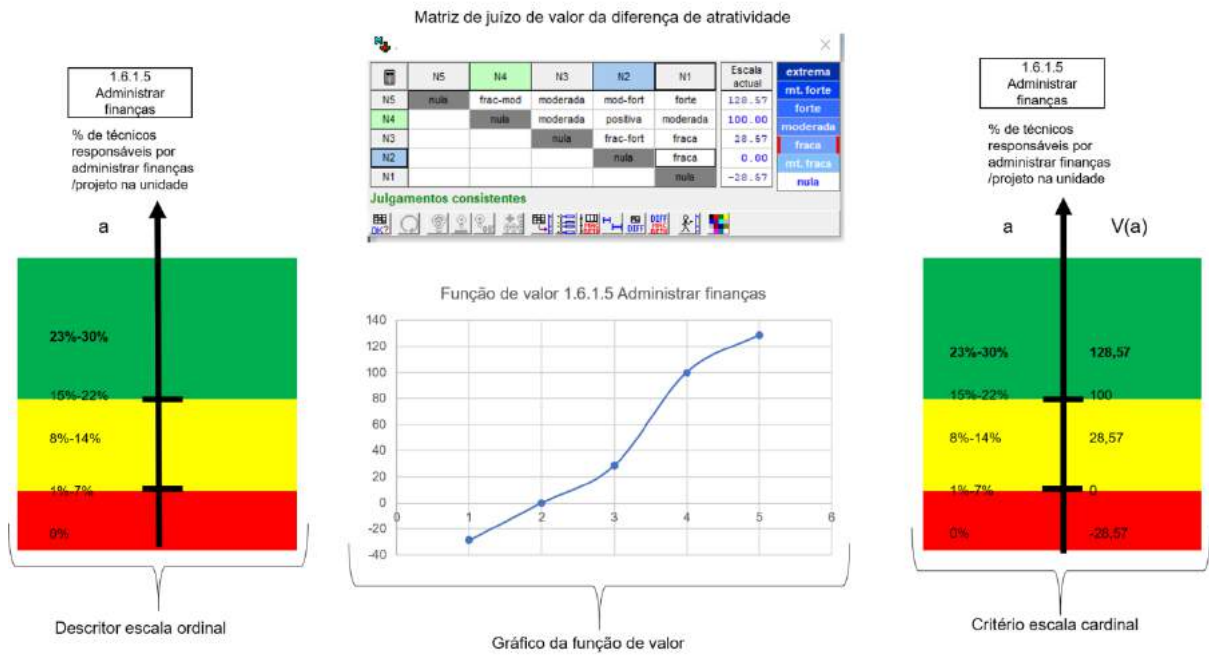 Matriz de juízo de valor da diferença de atratividade
1.6.1.5
Administrar
finanças
% de técnicos
responsáveis por
administrar finanças
/projeto na unidade
a
23%-30%
15%-22%
8%-14%
1%-7%
0%
Descritor escala ordinal
N5 N4 N3 N2 N1 Escala actual
N5 nula frac-mod moderada mod-fort forte 128.57
N4 nula moderada positiva moderada 100.00
N3 nula frac-fort fraca 28.57
N2 nula fraca 0.00
N1 nula -28.57
extrema
mt. forte
forte
moderada
fraca
mt. fraca
nula
Julgamentos consistentes
Função de valor 1.6.1.5 Administrar finanças
140
120
100
80
60
40
20
0
-20
-40
0 1 2 3 4 5 6
Gráfico da função de valor
1.6.1.5
Administrar
finanças
% de técnicos
responsáveis por
administrar finanças
/projeto na unidade
a V(a)
23%-30% 128,57
15%-22% 100
8%-14% 28,57
1%-7% 0
0% -28,57
Critério escala cardinal